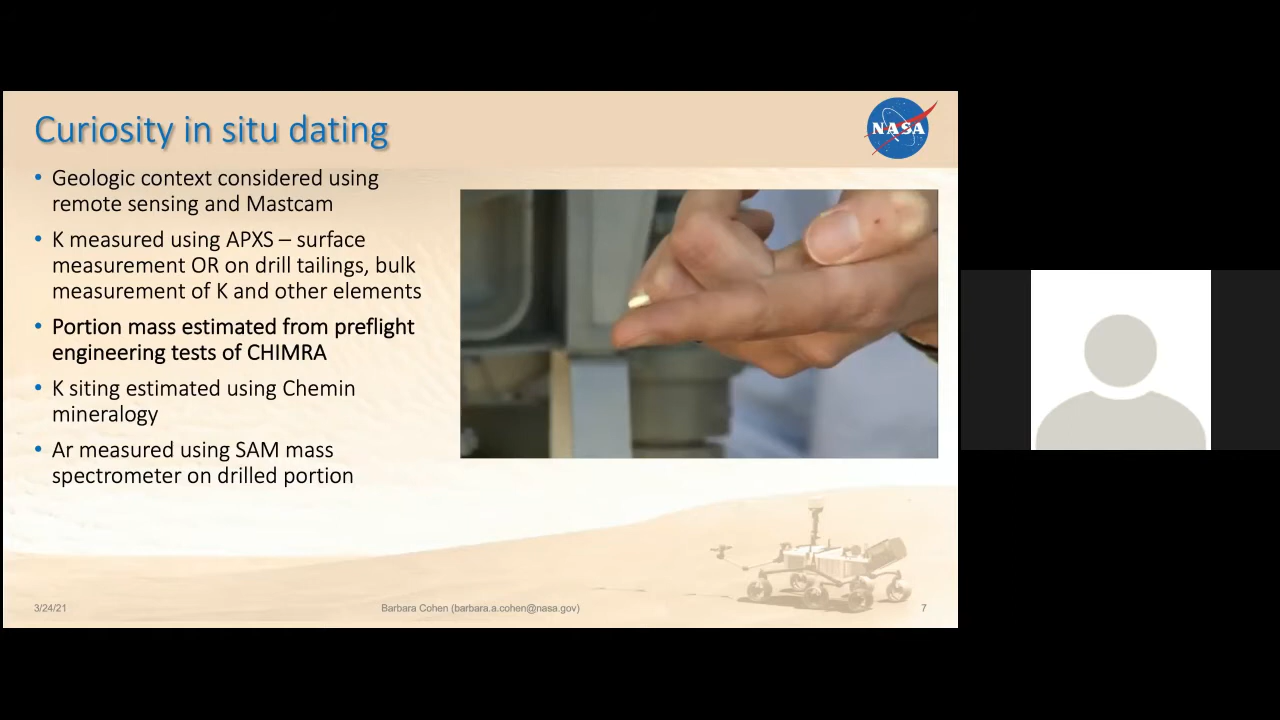 Curiosity in situ dating
NASA
• Geologic context considered using
remote sensing and Mastcam
• K measured using APXS – surface
measurement OR on drill tailings, bulk
measurement of K and other elements
• Portion mass estimated from preflight
engineering tests of CHIMRA
• K siting estimated using Chemin
mineralogy
• Ar measured using SAM mass
spectrometer on drilled portion
3/24/21
Barbara Cohen (barbara.a.cohen@nasa.gov)
7